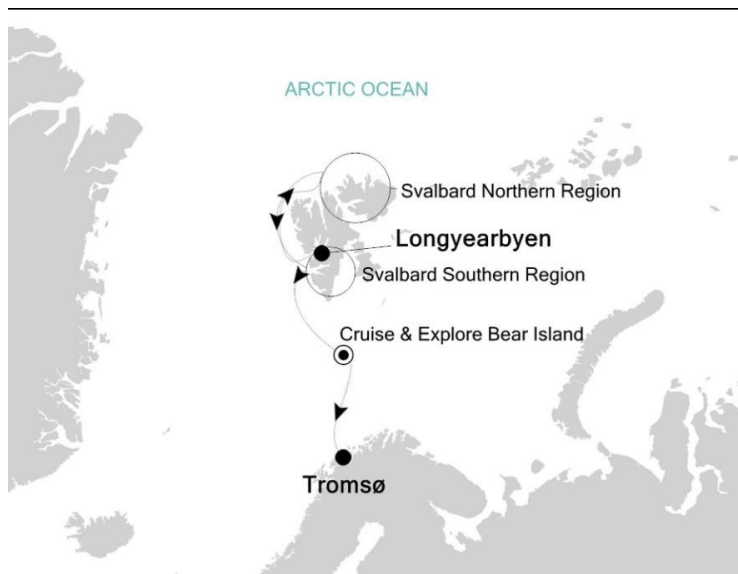 ARCTIC OCEAN
Svalbard Northern Region
Longyearbyen
Svalbard Southern Region
Cruise & Explore Bear Island
Tromsø